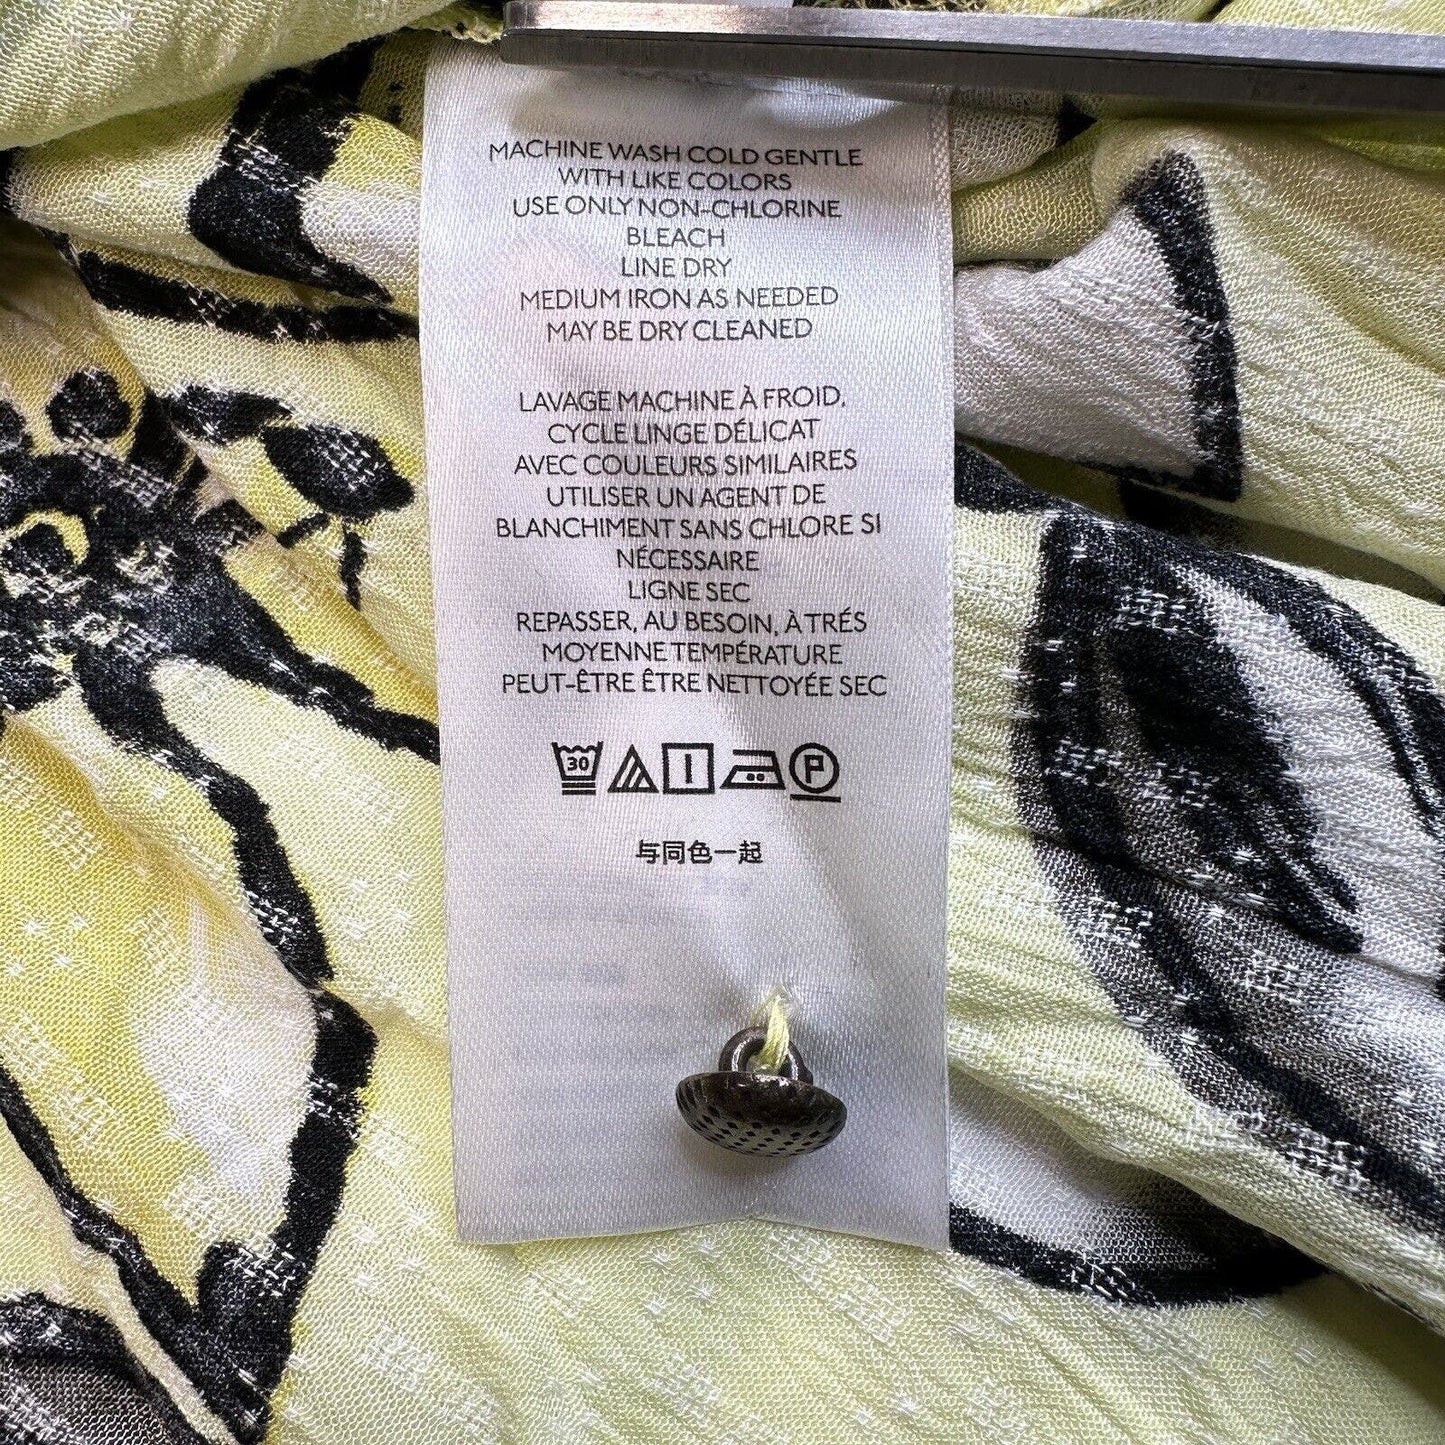 MACHINE WASH COLD GENTLE
WITH LIKE COLORS
USE ONLY NON-CHLORINE
BLEACH
LINE DRY
MEDIUM IRON AS NEEDED
MAY BE DRY CLEANED
LAVAGE MACHINE À FROID,
CYCLE LINGE DÉLICAT
AVEC COULEURS SIMILAIRES
UTILISER UN AGENT DE
BLANCHIMENT SANS CHLORE SI
NÉCESSAIRE
LIGNE SEC
REPASSER, AU BESOIN, À TRÉS
MOYENNE TEMPÉRATURE
PEUT-ÊTRE ÊTRE NETTOYÉE SEC
30 P
与同色一起